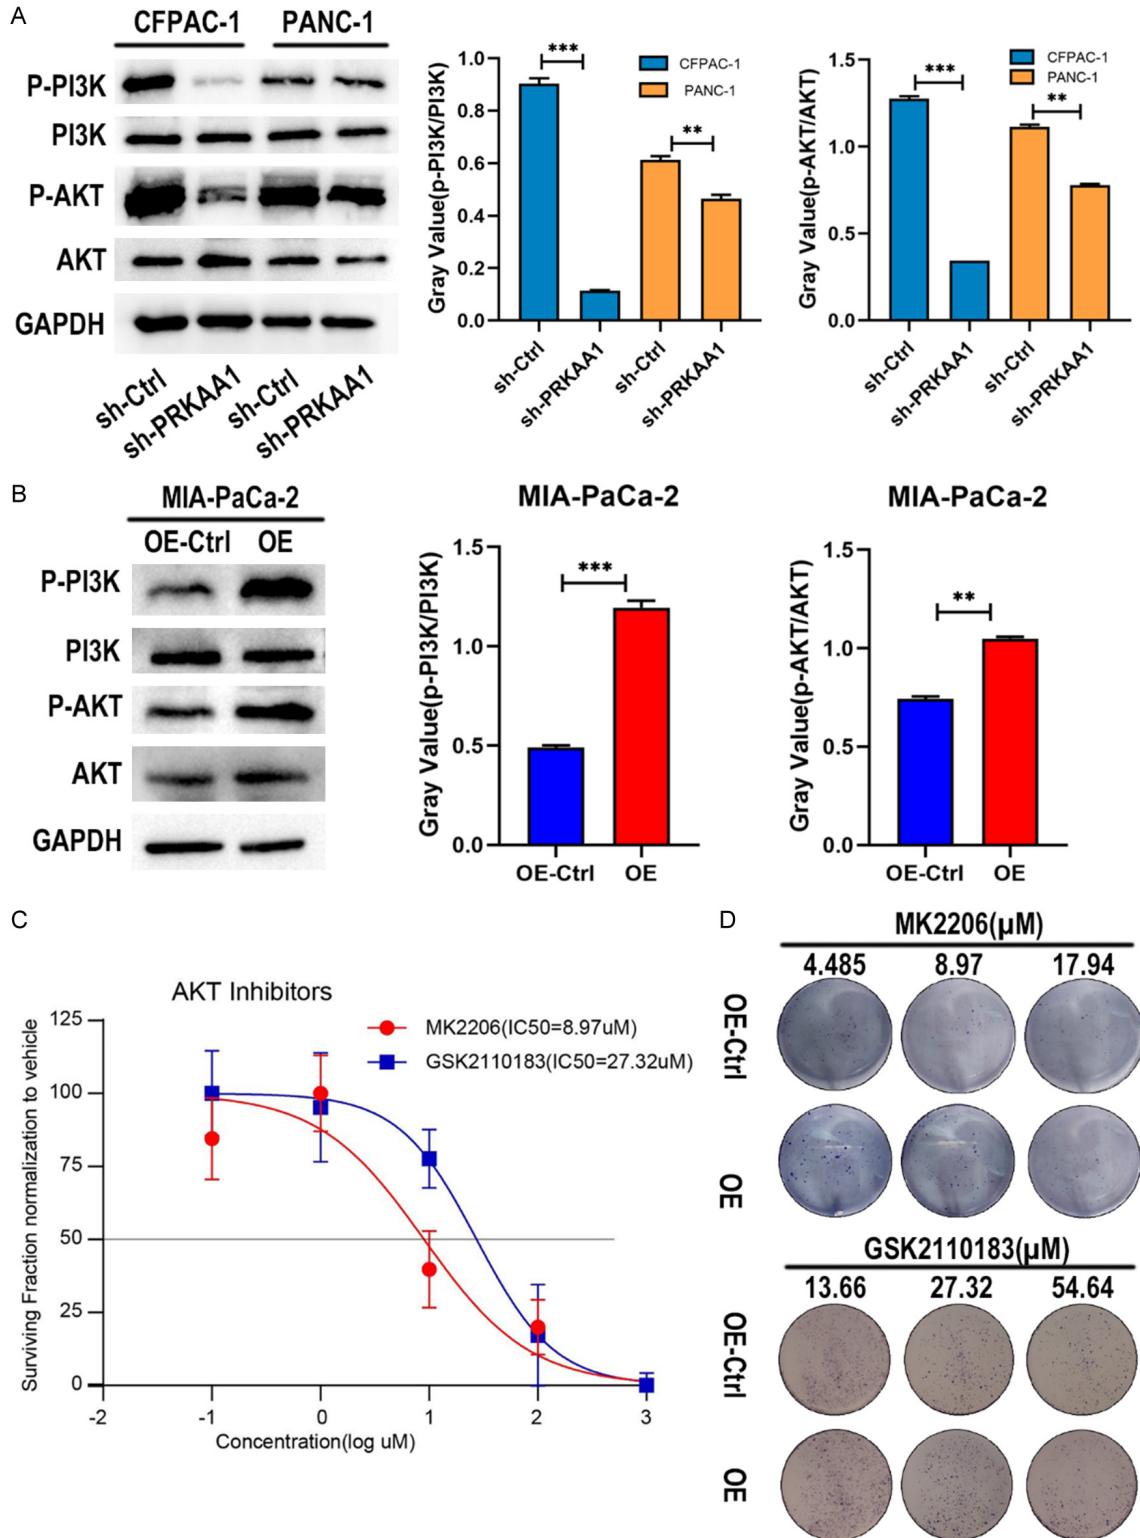 A
CFPAC-1 PANC-1
P-PI3K
PI3K
P-AKT
AKT
GAPDH
sh-Ctrl
sh-PRKAA1
sh-Ctrl
sh-PRKAA1
Gray Value(p-PI3K/PI3K)
1.0
0.8
0.6
0.4
0.2
0.0
***
**
CFPAC-1
PANC-1
sh-Ctrl
sh-PRKAA1
sh-Ctrl
sh-PRKAA1
Gray Value(p-AKT/AKT)
1.5
1.0
0.5
0.0
***
**
CFPAC-1
PANC-1
sh-Ctrl
sh-PRKAA1
sh-Ctrl
sh-PRKAA1
B
MIA-PaCa-2
OE-Ctrl OE
P-PI3K
PI3K
P-AKT
AKT
GAPDH
MIA-PaCa-2
Gray Value(p-PI3K/PI3K)
1.5
1.0
0.5
0.0
***
OE-Ctrl OE
MIA-PaCa-2
Gray Value(p-AKT/AKT)
1.5
1.0
0.5
0.0
**
OE-Ctrl OE
C
AKT Inhibitors
MK2206(IC50=8.97uM)
GSK2110183(IC50=27.32uM)
Surviving Fraction normalization to vehicle
125
100
75
50
25
0
-2 -1 0 1 2 3
Concentration(log uM)
D
MK2206(μM)
4.485 8.97 17.94
OE-Ctrl
OE
GSK2110183(μM)
13.66 27.32 54.64
OE-Ctrl
OE